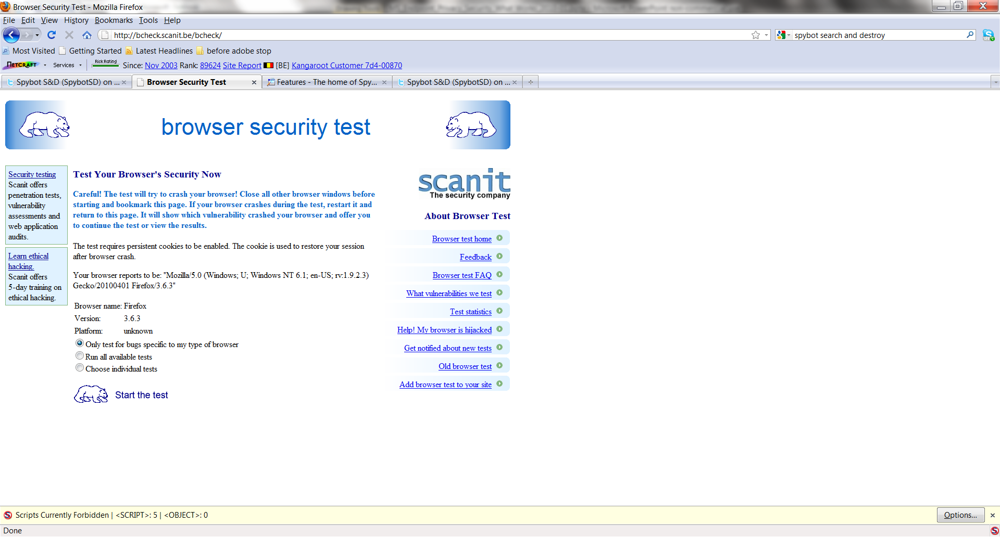 Browser Security Test - Mozilla Firefox
File Edit View History Bookmarks Tools Help
http://bcheck.scanit.be/bcheck/
spybot search and destroy
Most Visited Getting Started Latest Headlines before adobe stop
NETCRAFT Services Risk Rating Since: Nov 2003 Rank: 89624 Site Report [BE] Kangaroot Customer 7d4-00870
Spybot S&D (SpybotSD) on ... Browser Security Test Features - The home of Spy... Spybot S&D (SpybotSD) on ...
browser security test
Security testing
Scanit offers
penetration tests,
vulnerability
assessments and
web application
audits.
Learn ethical
hacking.
Scanit offers
5-day training on
ethical hacking.
Test Your Browser's Security Now
Careful! The test will try to crash your browser! Close all other browser windows before
starting and bookmark this page. If your browser crashes during the test, restart it and
return to this page. It will show which vulnerability crashed your browser and offer you
to continue the test or view the results.
The test requires persistent cookies to be enabled. The cookie is used to restore your session
after browser crash.
Your browser reports to be: "Mozilla/5.0 (Windows; U; Windows NT 6.1; en-US; rv:1.9.2.3)
Gecko/20100401 Firefox/3.6.3"
Browser name: Firefox
Version: 3.6.3
Platform: unknown
Only test for bugs specific to my type of browser
Run all available tests
Choose individual tests
Start the test
scanit
The security company
About Browser Test
Browser test home
Feedback
Browser test FAQ
What vulnerabilities we test
Test statistics
Help! My browser is hijacked
Get notified about new tests
Old browser test
Add browser test to your site
Scripts Currently Forbidden | <SCRIPT>: 5 | <OBJECT>: 0
Options...
Done